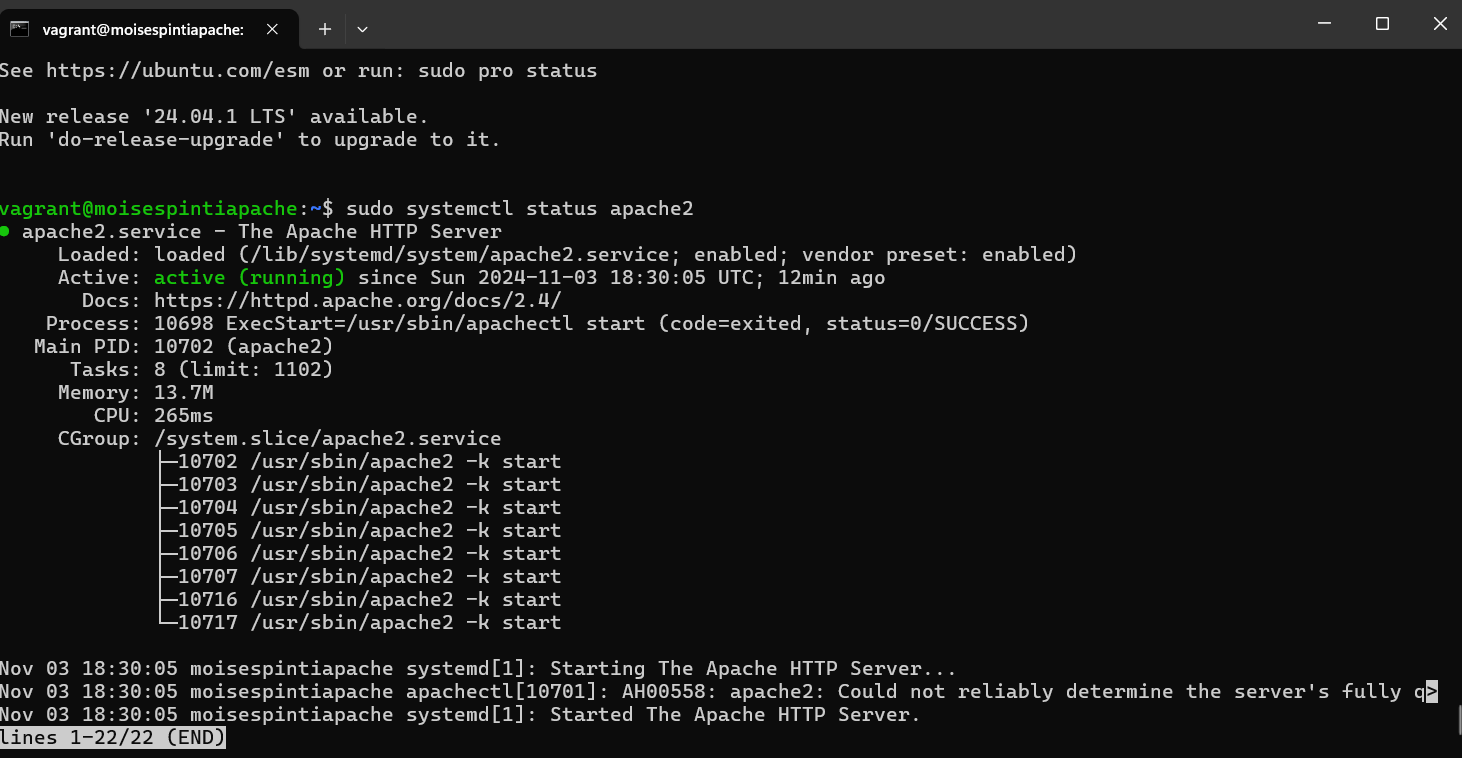 vagrant@moisespintiapache:
See https://ubuntu.com/esm or run: sudo pro status
New release '24.04.1 LTS' available.
Run 'do-release-upgrade' to upgrade to it.
vagrant@moisespintiapache:~$ sudo systemctl status apache2
● apache2.service - The Apache HTTP Server
     Loaded: loaded (/lib/systemd/system/apache2.service; enabled; vendor preset: enabled)
     Active: active (running) since Sun 2024-11-03 18:30:05 UTC; 12min ago
       Docs: https://httpd.apache.org/docs/2.4/
    Process: 10698 ExecStart=/usr/sbin/apachectl start (code=exited, status=0/SUCCESS)
   Main PID: 10702 (apache2)
      Tasks: 8 (limit: 1102)
     Memory: 13.7M
        CPU: 265ms
     CGroup: /system.slice/apache2.service
             ├─10702 /usr/sbin/apache2 -k start
             ├─10703 /usr/sbin/apache2 -k start
             ├─10704 /usr/sbin/apache2 -k start
             ├─10705 /usr/sbin/apache2 -k start
             ├─10706 /usr/sbin/apache2 -k start
             ├─10707 /usr/sbin/apache2 -k start
             ├─10716 /usr/sbin/apache2 -k start
             └─10717 /usr/sbin/apache2 -k start
Nov 03 18:30:05 moisespintiapache systemd[1]: Starting The Apache HTTP Server...
Nov 03 18:30:05 moisespintiapache apachectl[10701]: AH00558: apache2: Could not reliably determine the server's fully q>
Nov 03 18:30:05 moisespintiapache systemd[1]: Started The Apache HTTP Server.
lines 1-22/22 (END)